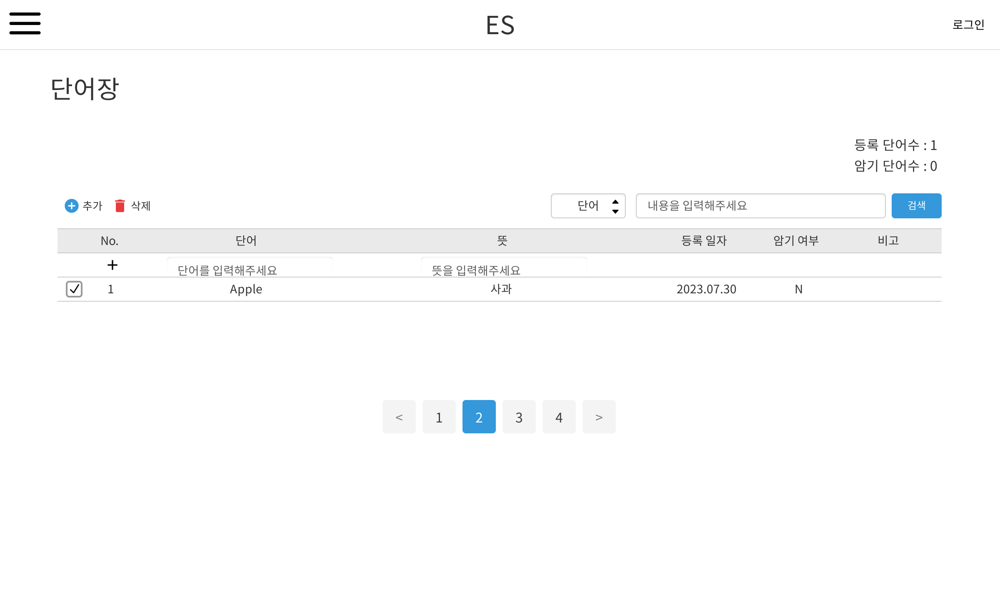 ES
로그인
단어장
등록 단어수 : 1
암기 단어수 : 0
추가 삭제 단어 내용을 입력해주세요 검색
No. 단어 뜻 등록 일자 암기 여부 비고
+ 단어를 입력해주세요 뜻을 입력해주세요
1 Apple 사과 2023.07.30 N
< 1 2 3 4 >